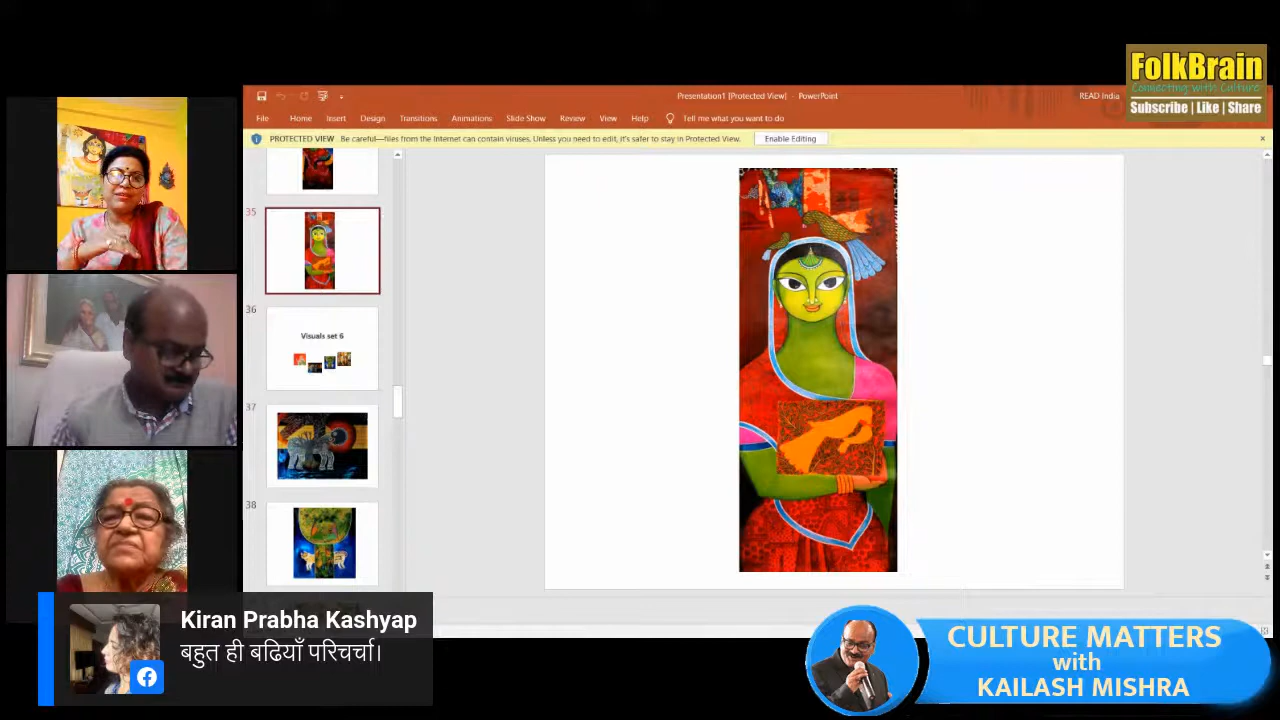 FolkBrain
Connecting with Culture
Subscribe | Like | Share
Presentation1 [Protected View] - PowerPoint
READ India
File Home Insert Design Transitions Animations Slide Show Review View Help Tell me what you want to do
PROTECTED VIEW Be careful—files from the Internet can contain viruses. Unless you need to edit, it's safer to stay in Protected View. Enable Editing
35
36
Visuals set 6
37
38
Kiran Prabha Kashyap
बहुत ही बढियाँ परिचर्चा।
CULTURE MATTERS
with
KAILASH MISHRA